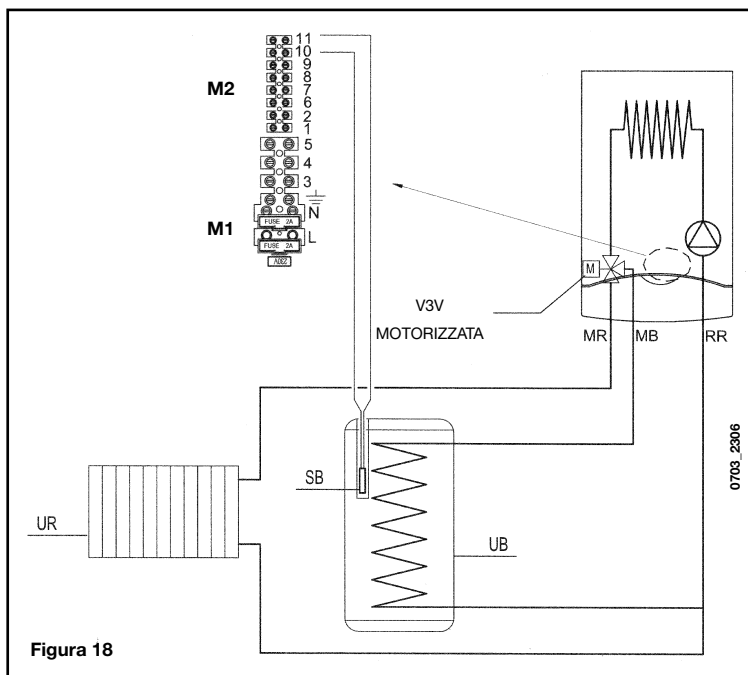 11
10
9
8
7
6
2
1
M2
5
4
3
N
M1
FUSE 2A
L
FUSE 2A
230V
M
V3V
MOTORIZZATA
MR MB RR
SB
UR
UB
0703_2306
Figura 18